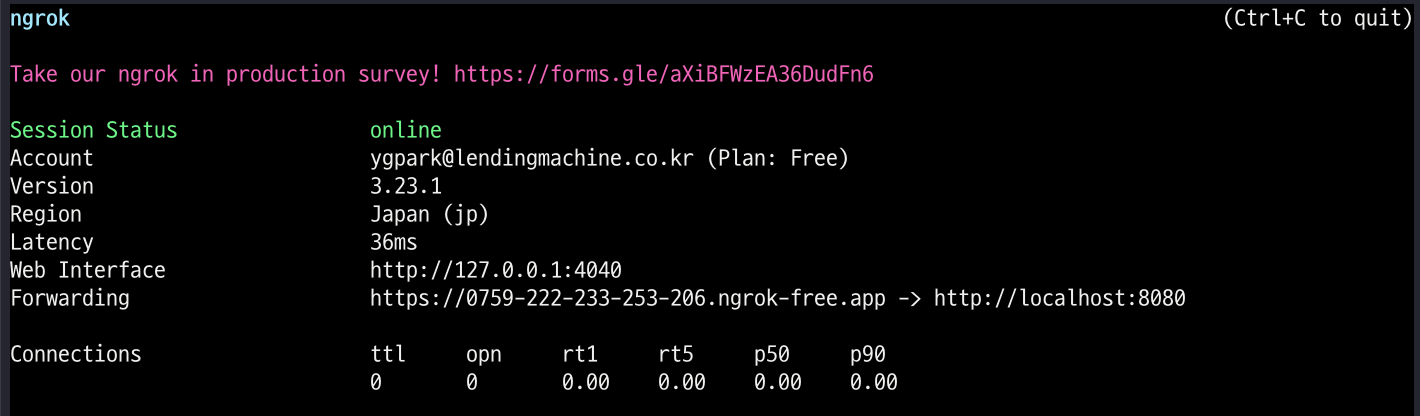 ngrok (Ctrl+C to quit)
Take our ngrok in production survey! https://forms.gle/aXiBFWzEA36DudFn6
Session Status online
Account ygpark@lendingmachine.co.kr (Plan: Free)
Version 3.23.1
Region Japan (jp)
Latency 36ms
Web Interface http://127.0.0.1:4040
Forwarding https://0759-222-233-253-206.ngrok-free.app -> http://localhost:8080
Connections ttl opn rt1 rt5 p50 p90
0 0 0.00 0.00 0.00 0.00